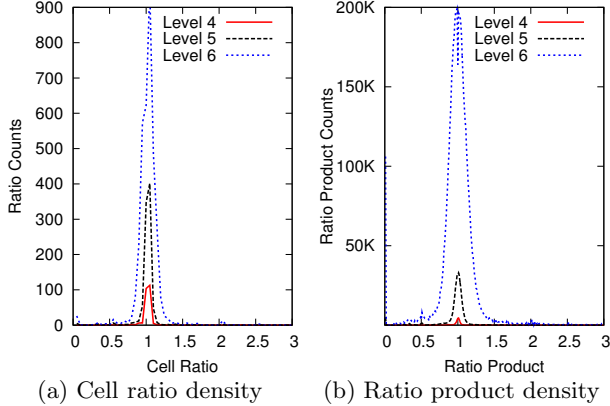 900
800
700
600
500
400
300
200
100
0
Ratio Counts
Level 4
Level 5
Level 6
0 0.5 1 1.5 2 2.5 3
Cell Ratio
(a) Cell ratio density
200K
150K
100K
50K
Ratio Product Counts
Level 4
Level 5
Level 6
0 0.5 1 1.5 2 2.5 3
Ratio Product
(b) Ratio product density